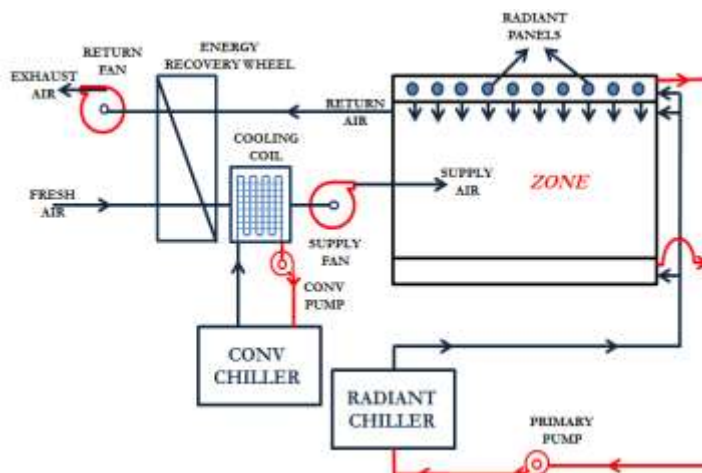 RADIANT
PANELS
RETURN
FAN
ENERGY
RECOVERY WHEEL
EXHAUST
AIR
RETURN
AIR
COOLING
COIL
SUPPLY
AIR
ZONE
FRESH
AIR
SUPPLY
FAN
CONV
PUMP
CONV
CHILLER
RADIANT
CHILLER
PRIMARY
PUMP